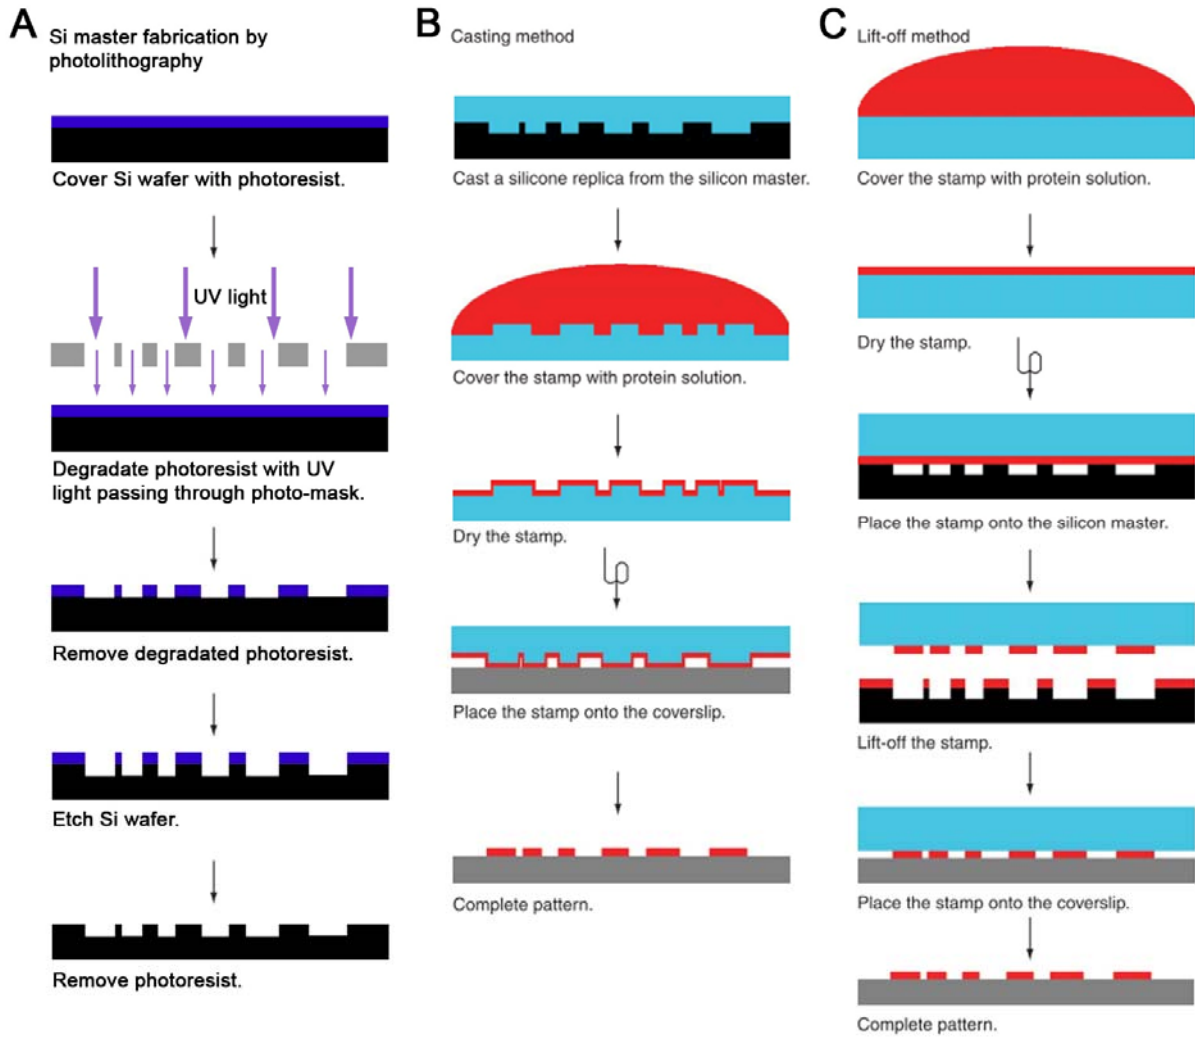 A
Si master fabrication by
photolithography
Cover Si wafer with photoresist.
UV light
Degradate photoresist with UV
light passing through photo-mask.
Remove degradated photoresist.
Etch Si wafer.
Remove photoresist.
B
Casting method
Cast a silicone replica from the silicon master.
Cover the stamp with protein solution.
Dry the stamp.
Place the stamp onto the coverslip.
Complete pattern.
C
Lift-off method
Cover the stamp with protein solution.
Dry the stamp.
Place the stamp onto the silicon master.
Lift-off the stamp.
Place the stamp onto the coverslip.
Complete pattern.